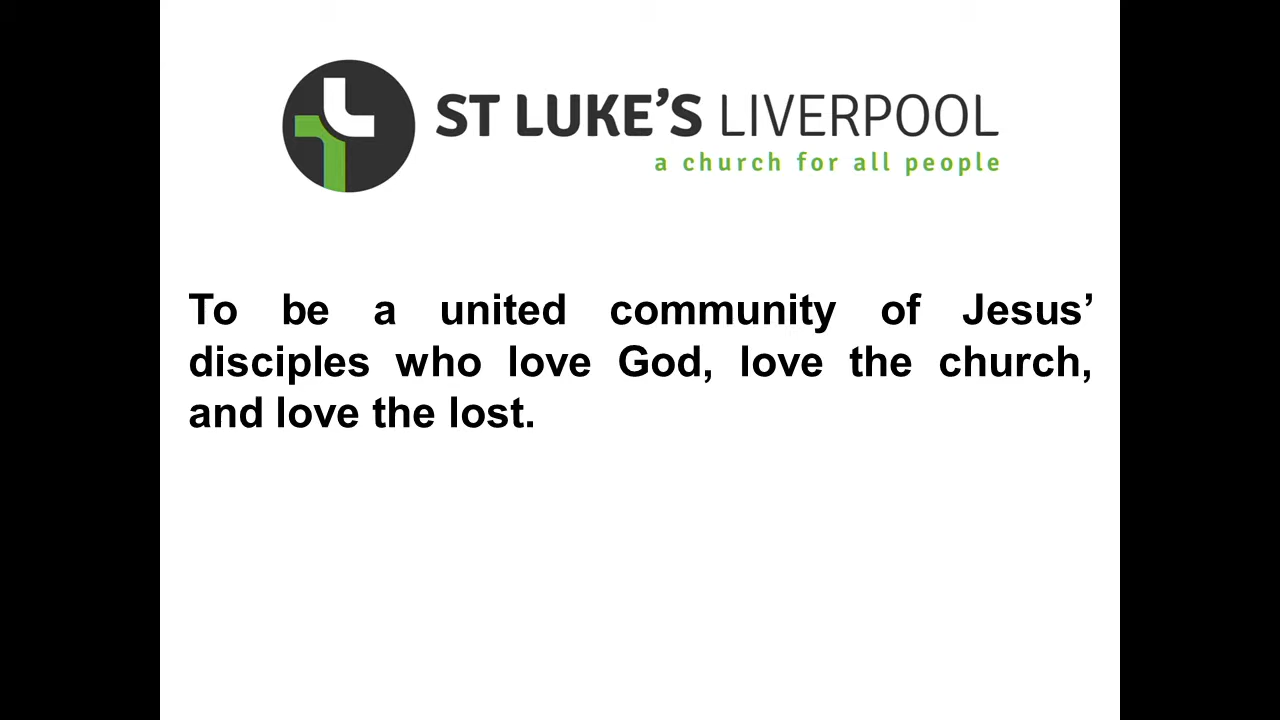 ST LUKE’S LIVERPOOL
a church for all people
To be a united community of Jesus’
disciples who love God, love the church,
and love the lost.